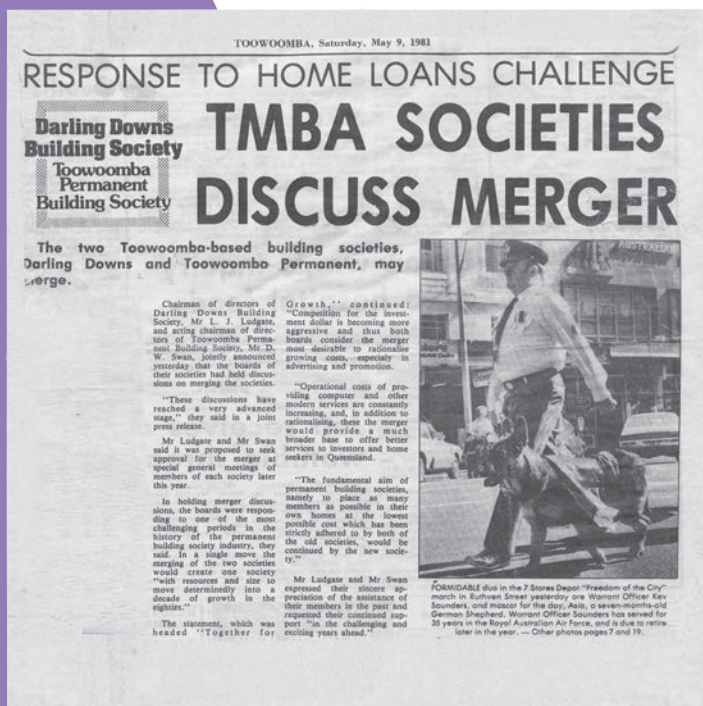 TOOWOOMBA, Saturday, May 9, 1981
RESPONSE TO HOME LOANS CHALLENGE
Darling Downs
Building Society
Toowoomba
Permanent
Building Society
TMBA SOCIETIES
DISCUSS MERGER
The two Toowoomba-based building societies,
Darling Downs and Toowoomba Permanent, may
merge.
Chairman of directors of
Darling Downs Building
Society, Mr L. J. Ludgate,
and acting chairman of direc-
tors of Toowoomba Perma-
nent Building Society, Mr D.
W. Swan, jointly announced
yesterday that the boards of
their societies had held discus-
sions on merging the societies.
"These discussions have
reached a very advanced
stage," they said in a joint
press release.
Mr Ludgate and Mr Swan
said it was proposed to seek
approval for the merger at
special general meetings of
members of each society later
this year.
In holding merger discus-
sions, the boards were respon-
ding to one of the most
challenging periods in the
history of the permanent
building society industry, they
said. In a single move the
merging of the two societies
would create one society
"with resources and size to
move determinedly into a
decade of growth in the
eighties."
The statement, which was
headed "Together for
Growth," continued:
"Competition for the invest-
ment dollar is becoming more
aggressive and thus both
boards consider the merger
most desirable to rationalise
growing costs, especialy in
advertising and promotion.
"Operational costs of pro-
viding computer and other
modern services are constantly
increasing, and, in addition to
rationalising, these the merger
would provide a much
broader base to offer better
services to investors and home
seekers in Queensland.
"The fundamental aim of
permanent building societies,
namely to place as many
members as possible in their
own homes at the lowest
possible cost which has been
strictly adhered to by both of
the old societies, would be
continued by the new socie-
ty."
Mr Ludgate and Mr Swan
expressed their sincere ap-
preciation of the assistance of
their members in the past and
requested their continued sup-
port "in the challenging and
exciting years ahead."
AUSTRALIA
FORMIDABLE duo in the 7 Stores Depot "Freedom of the City"
march in Ruthven Street yesterday are Warrant Officer Kev
Saunders, and mascot for the day, Asia, a seven-months-old
German Shepherd. Warrant Officer Saunders has served for
35 years in the Royal Australian Air Force, and is due to retire
later in the year. — Other photos pages 7 and 19.